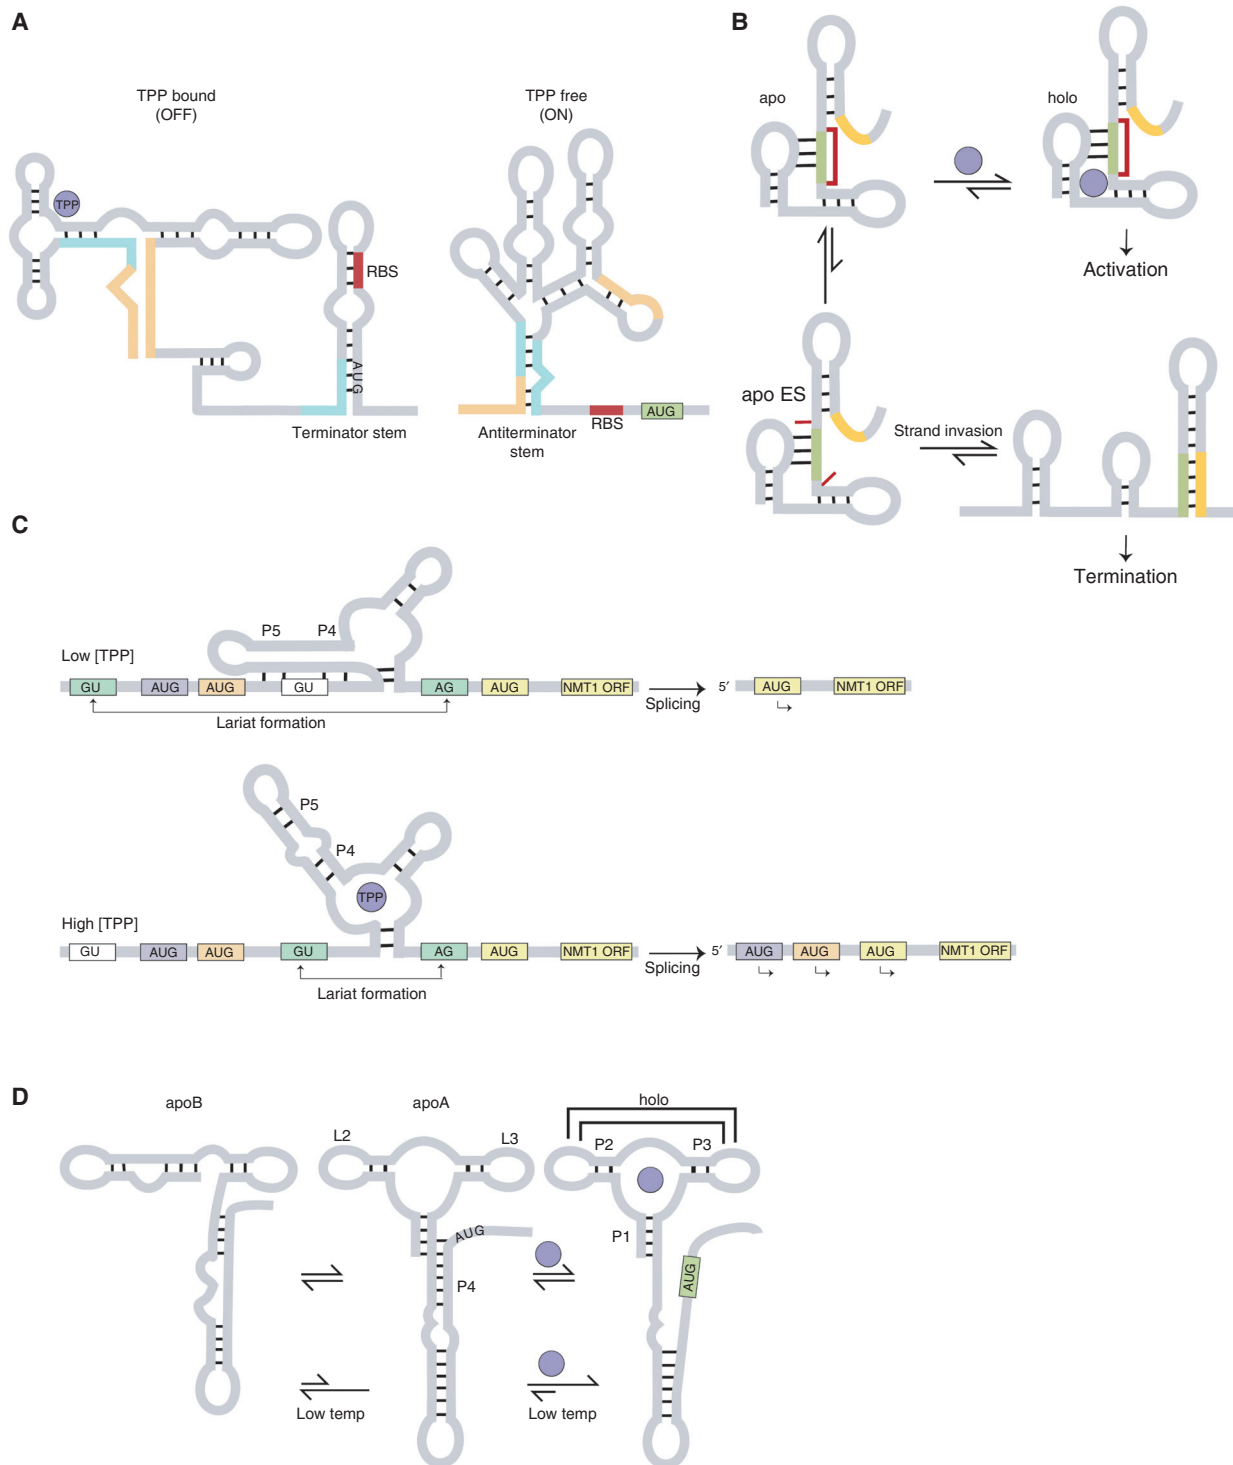 A
TPP bound
(OFF)
TPP free
(ON)
TPP
RBS
AUG
Terminator stem
Antiterminator
stem
RBS
AUG
B
apo
holo
Activation
apo ES
Strand invasion
Termination
C
Low [TPP]
P5
P4
GU
AUG
AUG
GU
AG
AUG
NMT1 ORF
Lariat formation
Splicing
5′
AUG
NMT1 ORF
P5
P4
TPP
High [TPP]
GU
AUG
AUG
GU
AG
AUG
NMT1 ORF
Lariat formation
Splicing
5′
AUG
AUG
AUG
NMT1 ORF
D
apoB
apoA
holo
L2
L3
P2
P3
P1
AUG
P4
AUG
Low temp
Low temp